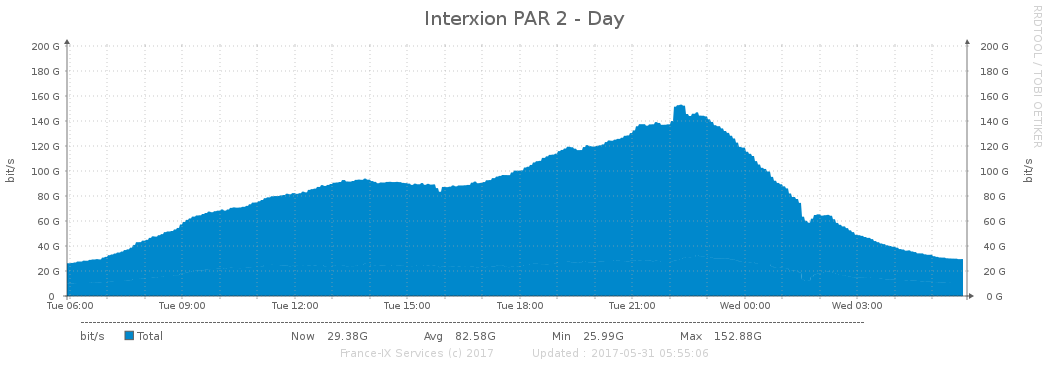 Interxion PAR 2 - Day
RRDTOOL / TOBI OETIKER
200 G 200 G
180 G 180 G
160 G 160 G
140 G 140 G
120 G 120 G
100 G 100 G
80 G 80 G
60 G 60 G
40 G 40 G
20 G 20 G
0 0 G
bit/s
bit/s
Tue 06:00 Tue 09:00 Tue 12:00 Tue 15:00 Tue 18:00 Tue 21:00 Wed 00:00 Wed 03:00
bit/s Total Now 29.38G Avg 82.58G Min 25.99G Max 152.88G
France-IX Services (c) 2017 Updated : 2017-05-31 05:55:06